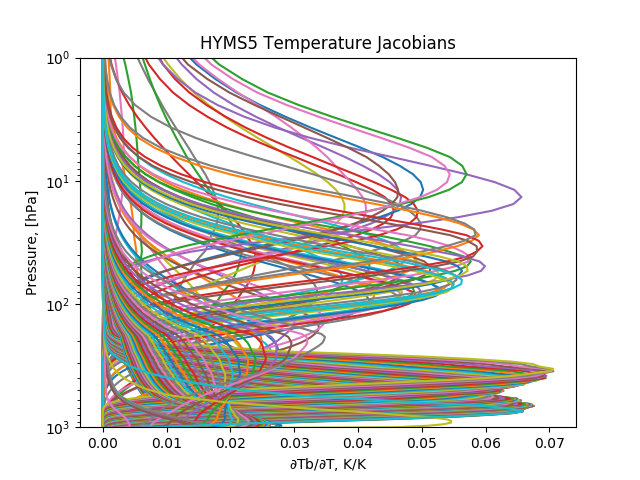 HYMS5 Temperature Jacobians
10⁰
10¹
10²
10³
Pressure, [hPa]
0.00 0.01 0.02 0.03 0.04 0.05 0.06 0.07
∂Tb/∂T, K/K